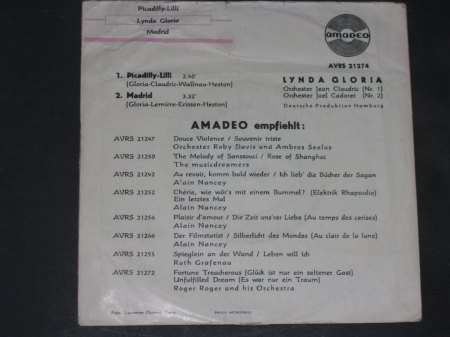 Picadilly-Lilli
Lynda Gloria
Madrid
amadeo
AVRS 21274
1. Picadilly-Lilli 2.40'
(Gloria-Claudric-Wallnau-Heston)
2. Madrid 3.32'
(Gloria-Lemirre-Erissen-Heston)
LYNDA GLORIA
Orchester Jean Claudric (Nr. 1)
Orchester Joel Cadoret (Nr. 2)
Deutsche Produktion Hamburg
AMADEO empfiehlt:
AVRS 21247 Douce Violence / Souvenir triste
Orchester Roby Davis und Ambros Seelos
AVRS 21250 The Melody of Sanssouci / Rose of Shanghai
The musicdreamers
AVRS 21242 Au revoir, komm bald wieder / Ich lieb' die Bücher der Sagan
Alain Nancey
AVRS 21252 Chérie, wie wär's mit einem Bummel? (Elektrik Rhapsodie)
Ein letztes Mal
Alain Nancey
AVRS 21256 Plaisir d'amour / Die Zeit uns'rer Liebe (Au temps des cerises)
Alain Nancey
AVRS 21266 Der Filmstatist / Silberlicht des Mondes (Au clair de la lune)
Alain Nancey
AVRS 21255 Spieglein an der Wand / Leben will ich
Ruth Grafenau
AVRS 21272 Fortune Treacherous (Glück ist nur ein seltener Gast)
Unfulfilled Dream (Es war nur ein Traum)
Roger Roger and his Orchestra